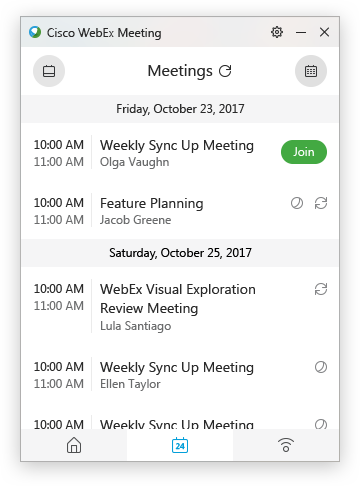 Cisco WebEx Meeting
Meetings
Friday, October 23, 2017
10:00 AM Weekly Sync Up Meeting
11:00 AM Olga Vaughn
Join
10:00 AM Feature Planning
11:00 AM Jacob Greene
Saturday, October 25, 2017
10:00 AM WebEx Visual Exploration
11:00 AM Review Meeting
Lula Santiago
10:00 AM Weekly Sync Up Meeting
11:00 AM Ellen Taylor
10:00 AM Weekly Sync Up Meeting
24